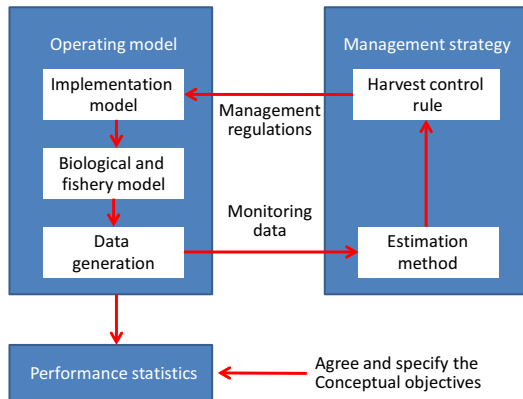 Operating model
Implementation
model
Biological and
fishery model
Data
generation
Management
regulations
Monitoring
data
Management strategy
Harvest control
rule
Estimation
method
Performance statistics
Agree and specify the
Conceptual objectives